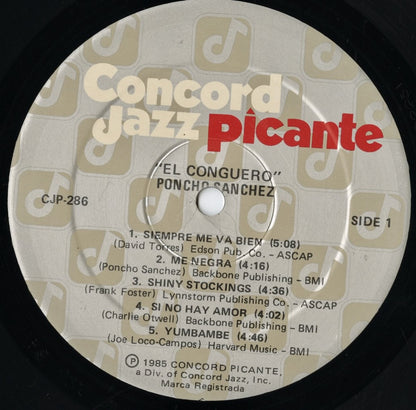 Concord
Jazz picante
"EL CONGUERO"
PONCHO SANCHEZ
CJP-286
SIDE 1
1. SIEMPRE ME VA BIEN (5:08)
(David Torres) Edson Pub. Co. – ASCAP
2. ME NEGRA (4:16)
(Poncho Sanchez) Backbone Publishing – BMI
3. SHINY STOCKINGS (4:36)
(Frank Foster) Lynnstorm Publishing Co. – ASCAP
4. SI NO HAY AMOR (4:02)
(Charlie Otwell) Backbone Publishing – BMI
5. YUMBAMBE (4:46)
(Joe Loco-Campos) Harvard Music – BMI
℗ 1985 CONCORD PICANTE,
a Div. of Concord Jazz, Inc.
Marca Registrada